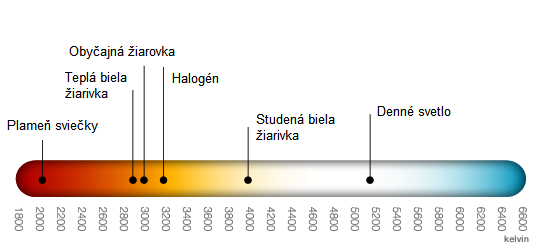 Obyčajná žiarovka
Teplá biela
žiarivka
Halogén
Plameň sviečky
Studená biela
žiarivka
Denné svetlo
1800
2000
2200
2400
2600
2800
3000
3200
3400
3600
3800
4000
4200
4400
4600
4800
5000
5200
5400
5600
5800
6000
6200
6400
6600
kelvin